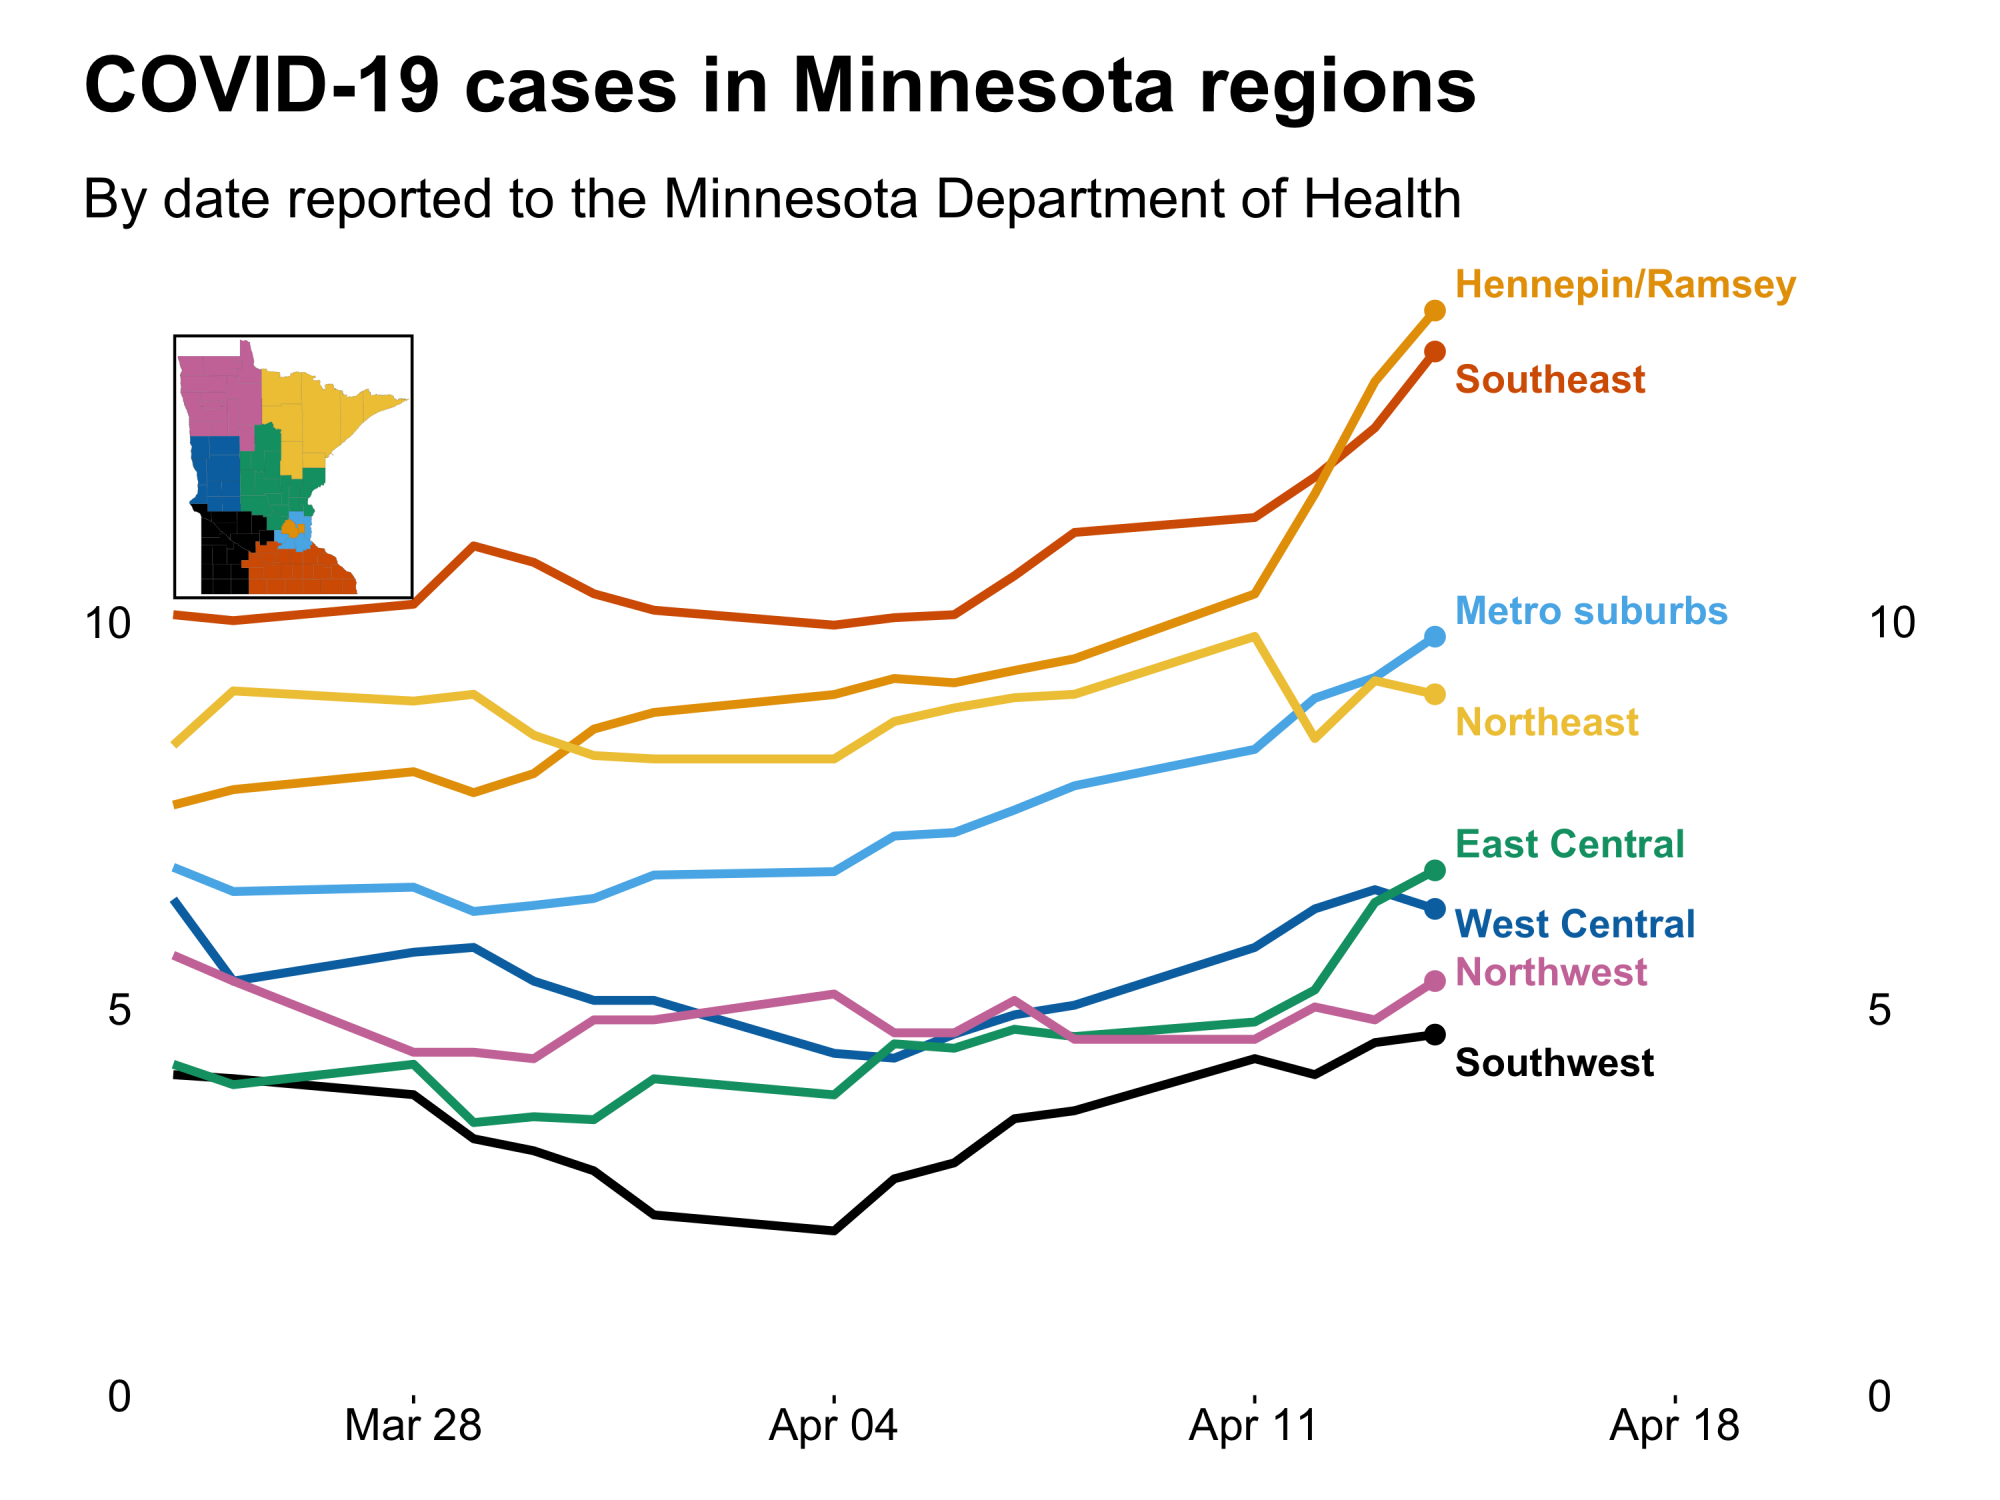 COVID-19 cases in Minnesota regions
By date reported to the Minnesota Department of Health
Hennepin/Ramsey
Southeast
10
Metro suburbs
10
Northeast
East Central
West Central
Northwest
5
5
Southwest
0
0
Mar 28
Apr 04
Apr 11
Apr 18